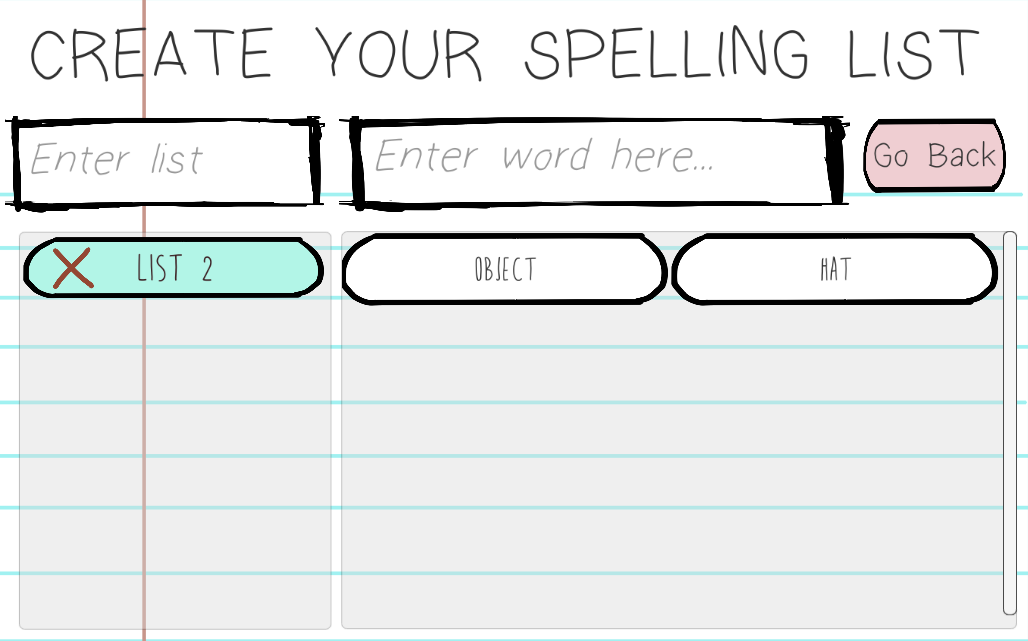 CREATE YOUR SPELLING LIST
Enter list
Enter word here...
Go Back
LIST 2
OBJECT
HAT